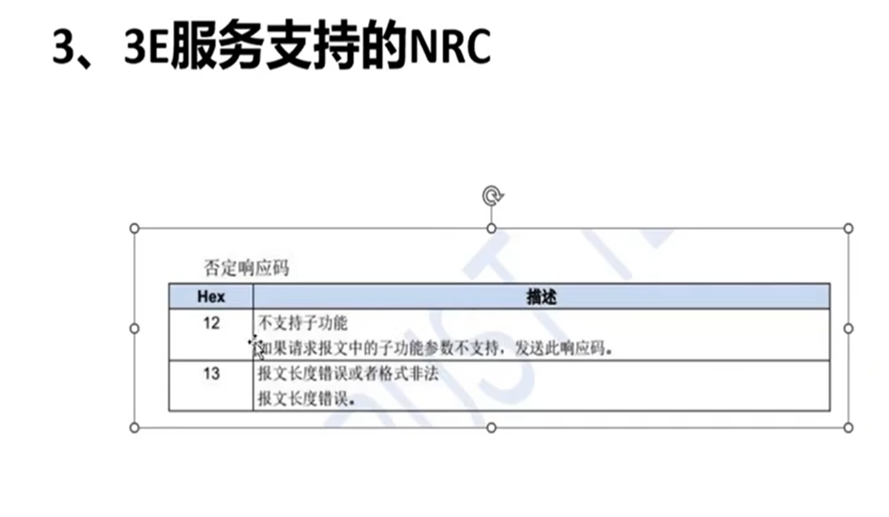 3、3E服务支持的NRC
否定响应码
Hex 描述
12 不支持子功能
如果请求报文中的子功能参数不支持，发送此响应码。
13 报文长度错误或者格式非法
报文长度错误。